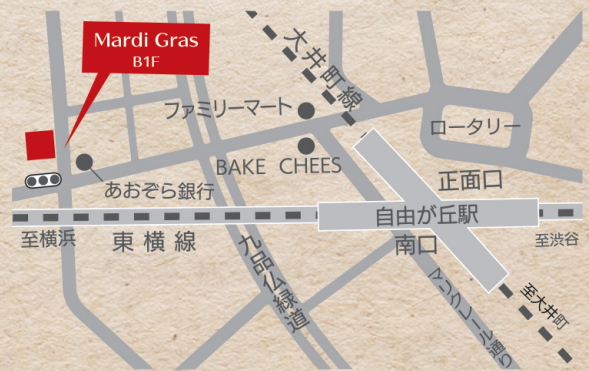 Mardi Gras
B1F
大井町線
ファミリーマート
ロータリー
BAKE CHEES
正面口
あおぞら銀行
自由が丘駅
至横浜
東横線
南口
至渋谷
九品仏緑道
マリクレール通り
至大井町